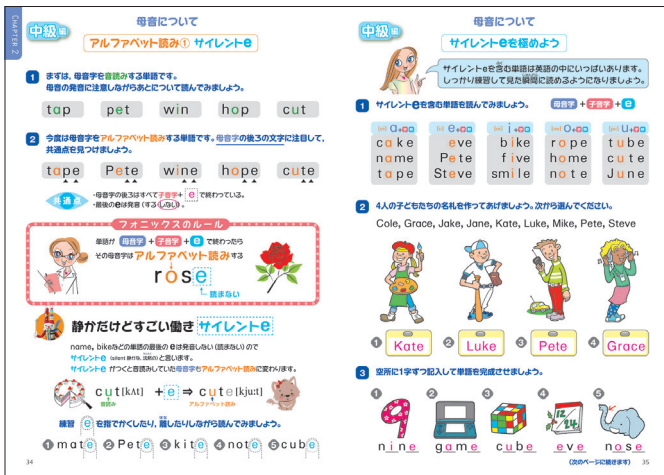 CHAPTER 2
中級編
母音について
アルファベット読み① サイレントe
1 まずは、母音字を音読みする単語です。
母音の発音に注意しながらあとについて読んでみましょう。
tap pet win hop cut
2 今度は母音字をアルファベット読みする単語です。母音字の後ろの文字に注目して、
共通点を見つけましょう。
tape Pete wine hope cute
共通点
・母音字の後ろはすべて子音字+eで終わっている。
・最後のeは発音(する・しない)。
フォニックスのルール
単語が 母音字 + 子音字 + e で終わったら
その母音字はアルファベット読みする
rose
読まない
静かだけどすごい働き サイレントe
name, bikeなどの単語の最後のeは発音しない(読まない)ので
サイレントe (silent 静かな、沈黙の) と言います。
サイレントe がつくと音読みしていた母音字もアルファベット読みに変わります。
cut[kʌt] + e ⇒ cute[kju:t]
音読み アルファベット読み
練習 eを指でかくしたり、離したりしながら読んでみましょう。
❶mate ❷Pete ❸kite ❹note ❺cube
34
中級編
母音について
サイレントeを極めよう
サイレントeを含む単語は英語の中にいっぱいあります。
しっかり練習して見た瞬間に読めるようになりましょう。
1 サイレントeを含む単語を読んでみましょう。 母音字 + 子音字 + e
cake eve bike rope tube
name Pete five home cute
tape Steve smile note June
2 4人の子どもたちの名札を作ってあげましょう。次から選んでください。
Cole, Grace, Jake, Jane, Kate, Luke, Mike, Pete, Steve
❶ Kate ❷ Luke ❸ Pete ❹ Grace
3 空所に1字ずつ記入して単語を完成させましょう。
❶ ❷ ❸ ❹ ❺
12/24
nine game cube eve nose
(次のページに続きます) 35